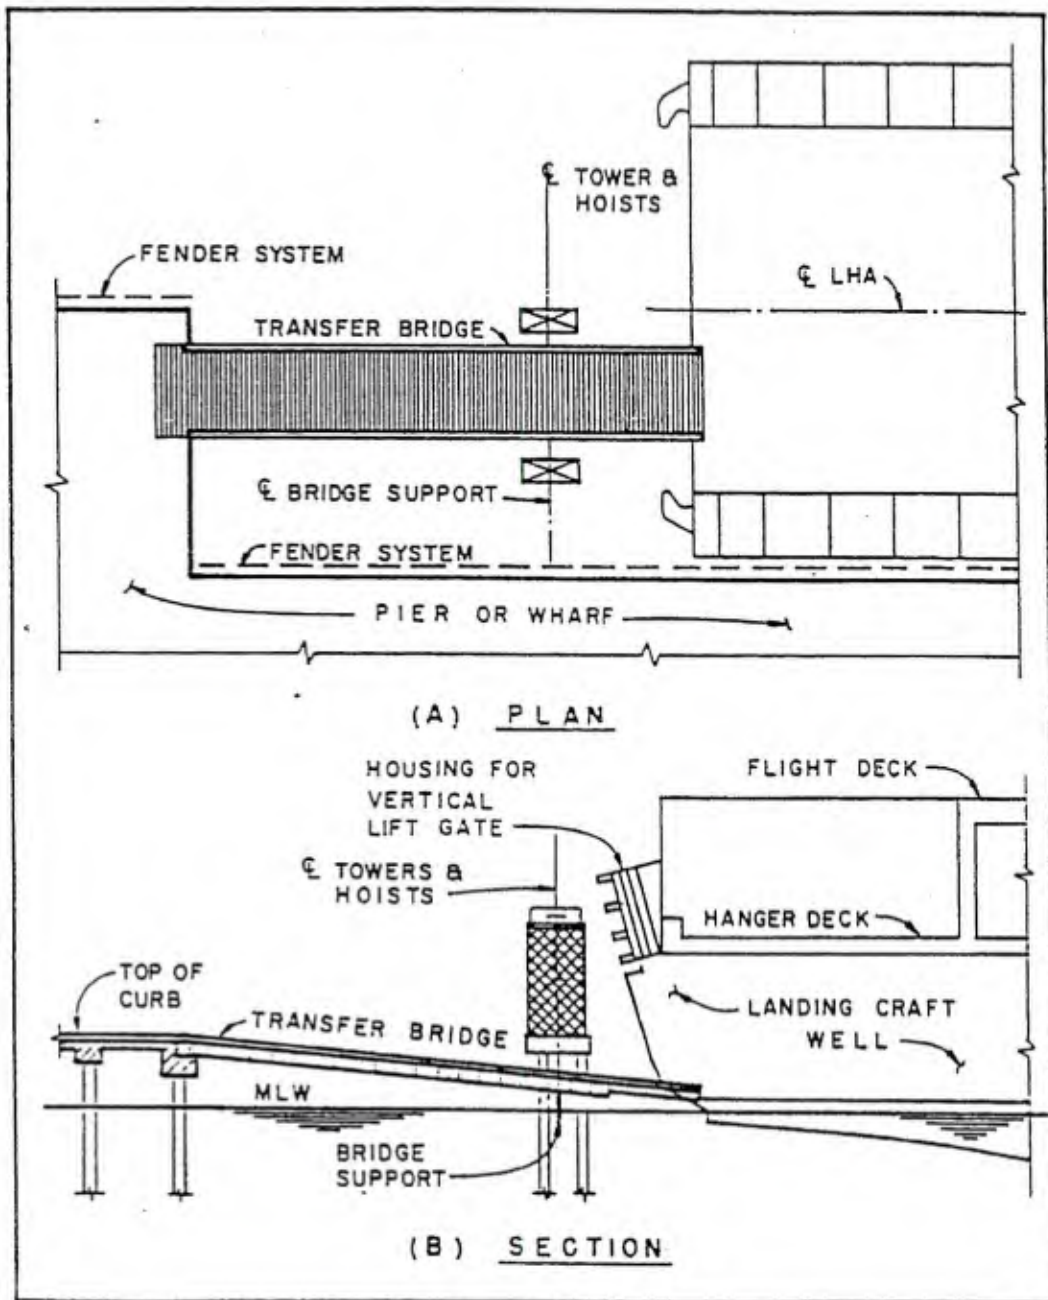 ℄ TOWER &
HOISTS
FENDER SYSTEM
℄ LHA
TRANSFER BRIDGE
℄ BRIDGE SUPPORT
FENDER SYSTEM
PIER OR WHARF
(A) PLAN
HOUSING FOR
VERTICAL
LIFT GATE
FLIGHT DECK
℄ TOWERS &
HOISTS
HANGER DECK
TOP OF
CURB
TRANSFER BRIDGE
LANDING CRAFT
WELL
MLW
BRIDGE
SUPPORT
(B) SECTION